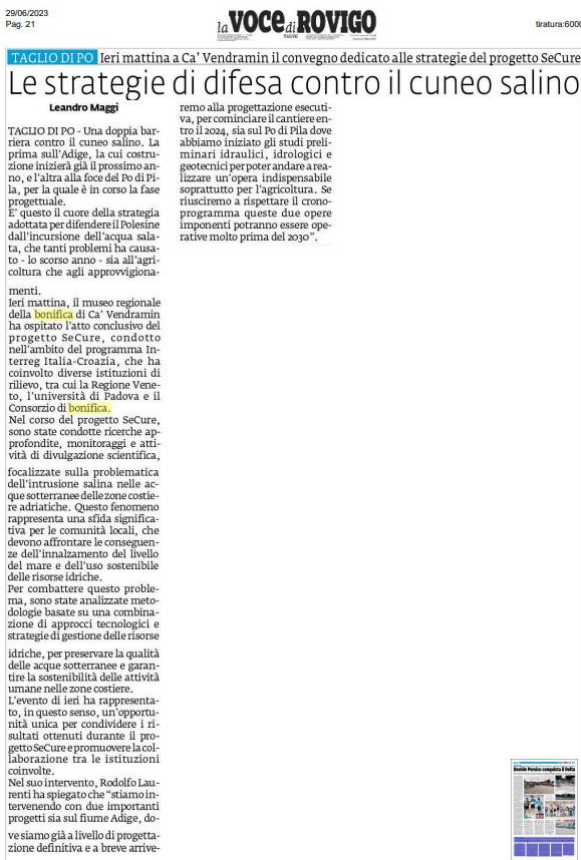 29/06/2023
Pag. 21
la VOCE di ROVIGO
nuova
tiratura:6000
TAGLIO DI PO Ieri mattina a Ca' Vendramin il convegno dedicato alle strategie del progetto SeCure
Le strategie di difesa contro il cuneo salino
Leandro Maggi
TAGLIO DI PO - Una doppia bar-
riera contro il cuneo salino. La
prima sull'Adige, la cui costru-
zione inizierà già il prossimo an-
no, e l'altra alla foce del Po di Pi-
la, per la quale è in corso la fase
progettuale.
E' questo il cuore della strategia
adottata per difendere il Polesine
dall'incursione dell'acqua sala-
ta, che tanti problemi ha causa-
to - lo scorso anno - sia all'agri-
coltura che agli approvvigiona-
menti.
Ieri mattina, il museo regionale
della bonifica di Ca' Vendramin
ha ospitato l'atto conclusivo del
progetto SeCure, condotto
nell'ambito del programma In-
terreg Italia-Croazia, che ha
coinvolto diverse istituzioni di
rilievo, tra cui la Regione Vene-
to, l'università di Padova e il
Consorzio di bonifica.
Nel corso del progetto SeCure,
sono state condotte ricerche ap-
profondite, monitoraggi e atti-
vità di divulgazione scientifica,
focalizzate sulla problematica
dell'intrusione salina nelle ac-
que sotterranee delle zone costie-
re adriatiche. Questo fenomeno
rappresenta una sfida significa-
tiva per le comunità locali, che
devono affrontare le conseguen-
ze dell'innalzamento del livello
del mare e dell'uso sostenibile
delle risorse idriche.
Per combattere questo proble-
ma, sono state analizzate meto-
dologie basate su una combina-
zione di approcci tecnologici e
strategie di gestione delle risorse
idriche, per preservare la qualità
delle acque sotterranee e garan-
tire la sostenibilità delle attività
umane nelle zone costiere.
L'evento di ieri ha rappresenta-
to, in questo senso, un'opportu-
nità unica per condividere i ri-
sultati ottenuti durante il pro-
getto SeCure e promuovere la col-
laborazione tra le istituzioni
coinvolte.
Nel suo intervento, Rodolfo Lau-
renti ha spiegato che "stiamo in-
tervenendo con due importanti
progetti sia sul fiume Adige, do-
ve siamo già a livello di progetta-
zione definitiva e a breve arrive-
remo alla progettazione esecuti-
va, per cominciare il cantiere en-
tro il 2024, sia sul Po di Pila dove
abbiamo iniziato gli studi preli-
minari idraulici, idrologici e
geotecnici per poter andare a rea-
lizzare un'opera indispensabile
soprattutto per l'agricoltura. Se
riusciremo a rispettare il crono-
programma queste due opere
imponenti potranno essere ope-
rative molto prima del 2030".
Davide Persico conquista il Delta